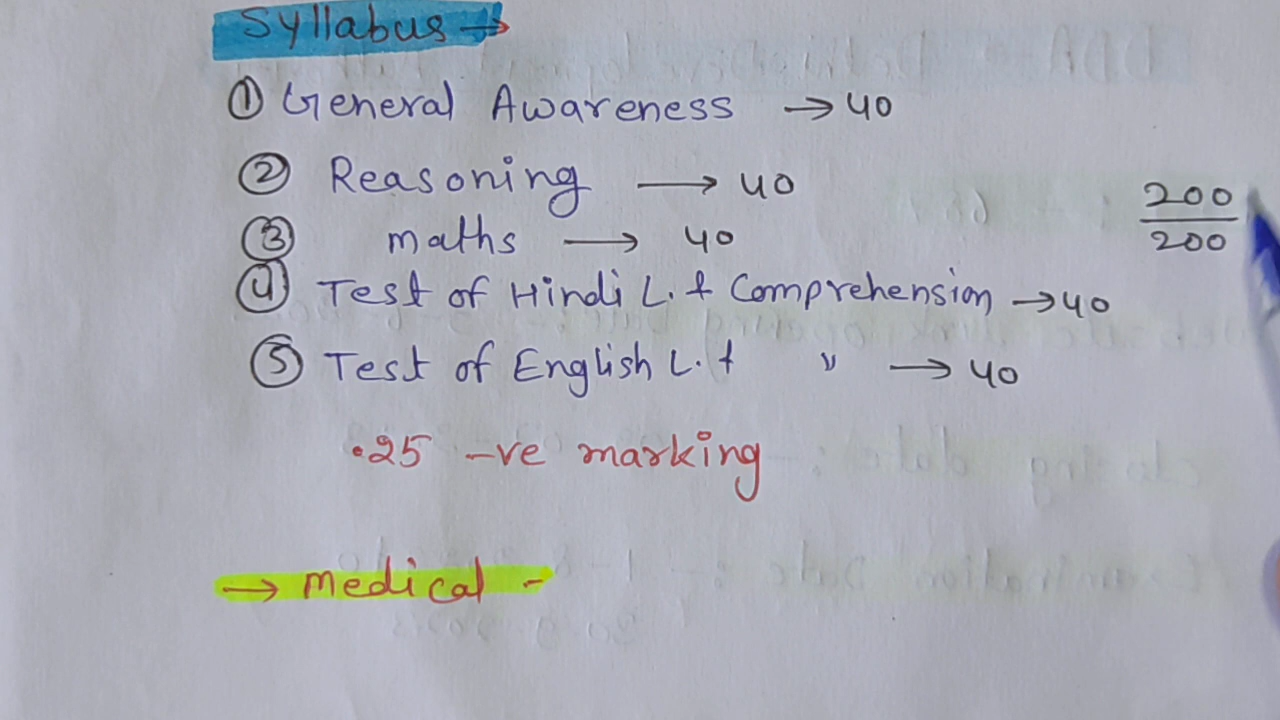 Syllabus →
① General Awareness → 40
② Reasoning → 40
③ maths → 40
④ Test of Hindi L. & Comprehension → 40
⑤ Test of English L. & " → 40
200
200
.25 -ve marking
→ Medical -